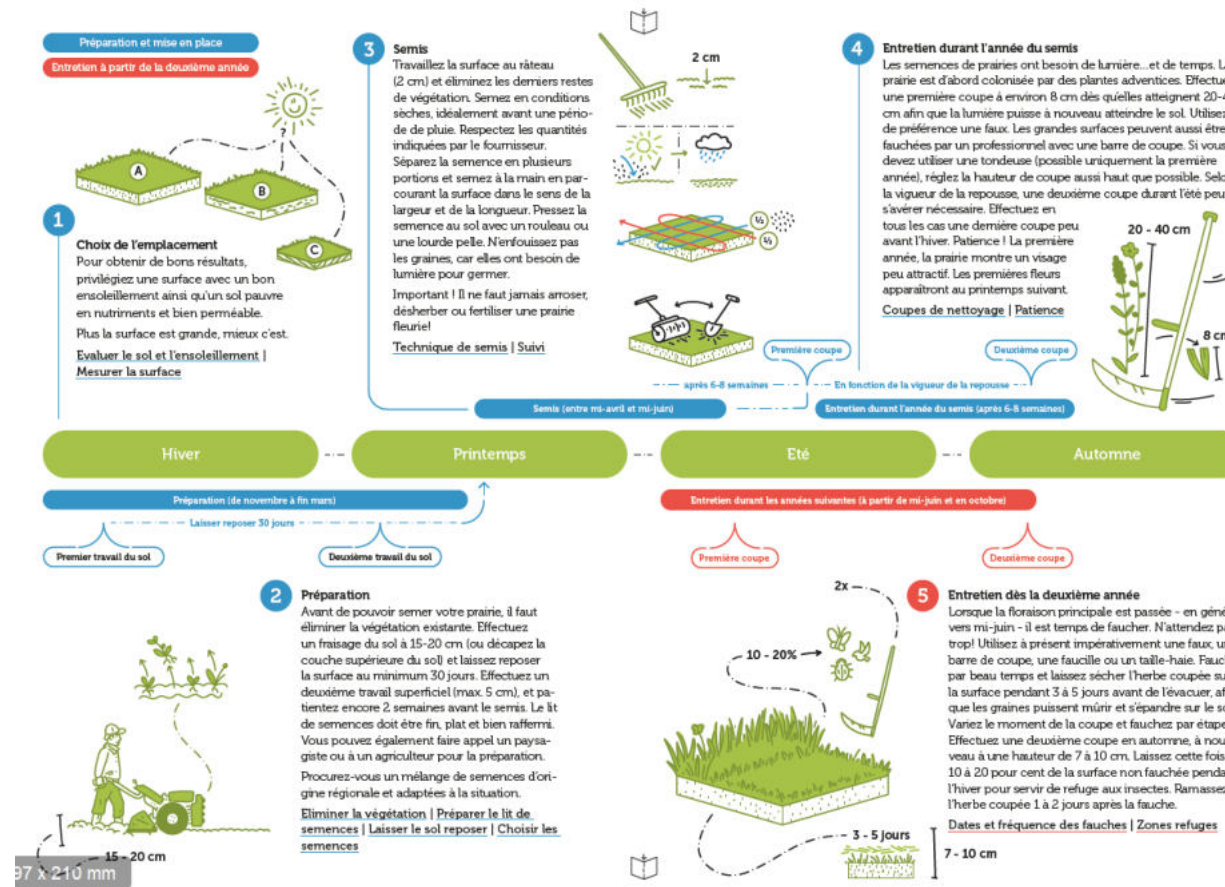 Préparation et mise en place
Entretien à partir de la deuxième année
?
A
B
C
1
Choix de l'emplacement
Pour obtenir de bons résultats,
privilégiez une surface avec un bon
ensoleillement ainsi qu'un sol pauvre
en nutriments et bien perméable.
Plus la surface est grande, mieux c'est.
Evaluer le sol et l'ensoleillement |
Mesurer la surface
3
Semis
Travaillez la surface au râteau
(2 cm) et éliminez les derniers restes
de végétation. Semez en conditions
sèches, idéalement avant une pério-
de de pluie. Respectez les quantités
indiquées par le fournisseur.
Séparez la semence en plusieurs
portions et semez à la main en par-
courant la surface dans le sens de la
largeur et de la longueur. Pressez la
semence au sol avec un rouleau ou
une lourde pelle. N'enfouissez pas
les graines, car elles ont besoin de
lumière pour germer.
Important ! Il ne faut jamais arroser,
désherber ou fertiliser une prairie
fleurie!
Technique de semis | Suivi
2 cm
½
½
4
Entretien durant l'année du semis
Les semences de prairies ont besoin de lumière...et de temps. L
prairie est d'abord colonisée par des plantes adventices. Effectue
une première coupe à environ 8 cm dès qu'elles atteignent 20-4
cm afin que la lumière puisse à nouveau atteindre le sol. Utilisez
de préférence une faux. Les grandes surfaces peuvent aussi être
fauchées par un professionnel avec une barre de coupe. Si vous
devez utiliser une tondeuse (possible uniquement la première
année), réglez la hauteur de coupe aussi haut que possible. Selo
la vigueur de la repousse, une deuxième coupe durant l'été peu
s'avérer nécessaire. Effectuez en
tous les cas une dernière coupe peu
avant l'hiver. Patience ! La première
année, la prairie montre un visage
peu attractif. Les premières fleurs
apparaîtront au printemps suivant.
Coupes de nettoyage | Patience
20 - 40 cm
8 cm
Première coupe
Deuxième coupe
après 6-8 semaines
En fonction de la vigueur de la repousse
Semis (entre mi-avril et mi-juin)
Entretien durant l'année du semis (après 6-8 semaines)
Hiver
Printemps
Eté
Automne
Préparation (de novembre à fin mars)
Laisser reposer 30 jours
Premier travail du sol
Deuxième travail du sol
Entretien durant les années suivantes (à partir de mi-juin et en octobre)
Première coupe
Deuxième coupe
2
Préparation
Avant de pouvoir semer votre prairie, il faut
éliminer la végétation existante. Effectuez
un fraisage du sol à 15-20 cm (ou décapez la
couche supérieure du sol) et laissez reposer
la surface au minimum 30 jours. Effectuez un
deuxième travail superficiel (max. 5 cm), et pa-
tientez encore 2 semaines avant le semis. Le lit
de semences doit être fin, plat et bien raffermi.
Vous pouvez également faire appel un paysa-
giste ou à un agriculteur pour la préparation.
Procurez-vous un mélange de semences d'ori-
gine régionale et adaptées à la situation.
Eliminer la végétation | Préparer le lit de
semences | Laisser le sol reposer | Choisir les
semences
15 - 20 cm
97 x 210 mm
2x
10 - 20%
3 - 5 jours
7 - 10 cm
5
Entretien dès la deuxième année
Lorsque la floraison principale est passée - en géné
vers mi-juin - il est temps de faucher. N'attendez pa
trop! Utilisez à présent impérativement une faux, u
barre de coupe, une faucille ou un taille-haie. Fauc
par beau temps et laissez sécher l'herbe coupée su
la surface pendant 3 à 5 jours avant de l'évacuer, af
que les graines puissent mûrir et s'épandre sur le so
Variez le moment de la coupe et fauchez par étape
Effectuez une deuxième coupe en automne, à nou
veau à une hauteur de 7 à 10 cm. Laissez cette fois
10 à 20 pour cent de la surface non fauchée penda
l'hiver pour servir de refuge aux insectes. Ramassez
l'herbe coupée 1 à 2 jours après la fauche.
Dates et fréquence des fauches | Zones refuges